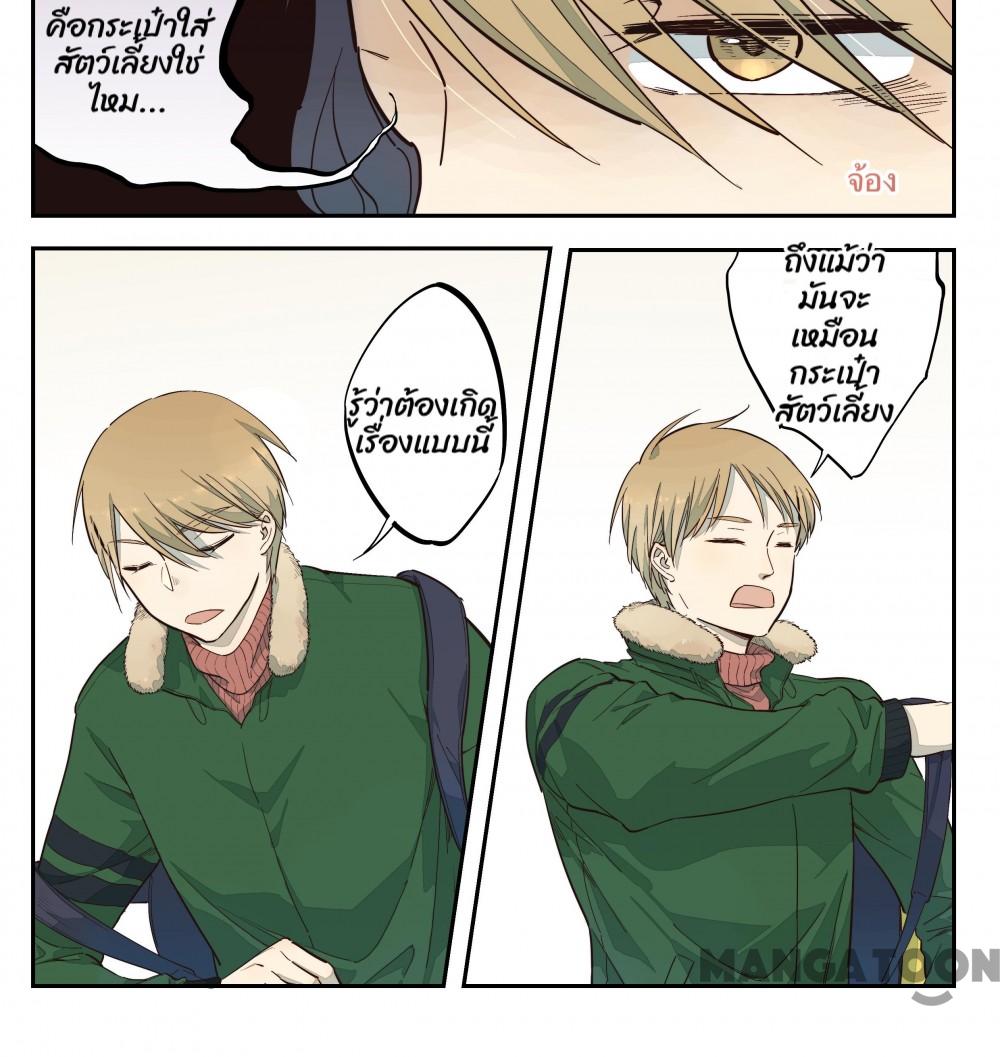 คือกระเป๋าใส่
สัตว์เลี้ยงใช่
ไหม...
จ้อง
รู้ว่าต้องเกิด
เรื่องแบบนี้
ถึงแม้ว่า
มันจะ
เหมือน
กระเป๋า
สัตว์เลี้ยง
MANGATOON